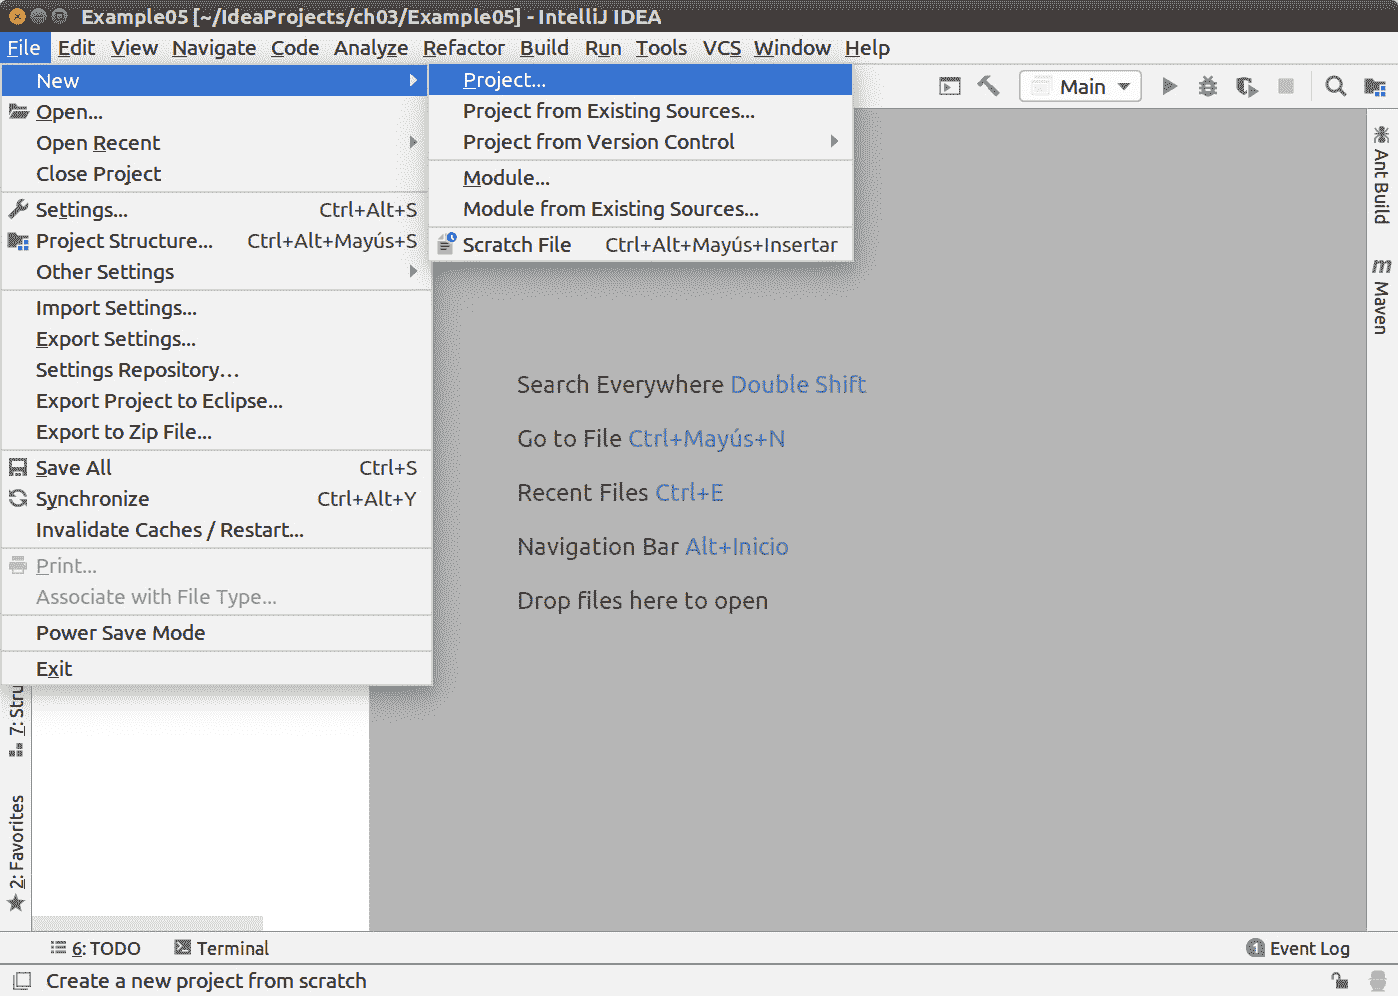 Example05 [~/IdeaProjects/ch03/Example05] - IntelliJ IDEA
File Edit View Navigate Code Analyze Refactor Build Run Tools VCS Window Help
New
Open...
Open Recent
Close Project
Settings... Ctrl+Alt+S
Project Structure... Ctrl+Alt+Mayús+S
Other Settings
Import Settings...
Export Settings...
Settings Repository...
Export Project to Eclipse...
Export to Zip File...
Save All Ctrl+S
Synchronize Ctrl+Alt+Y
Invalidate Caches / Restart...
Print...
Associate with File Type...
Power Save Mode
Exit
Project...
Project from Existing Sources...
Project from Version Control
Module...
Module from Existing Sources...
Scratch File Ctrl+Alt+Mayús+Insertar
Main
Search Everywhere Double Shift
Go to File Ctrl+Mayús+N
Recent Files Ctrl+E
Navigation Bar Alt+Inicio
Drop files here to open
Ant Build
m
Maven
7: Stru
2: Favorites
6: TODO
Terminal
1 Event Log
Create a new project from scratch